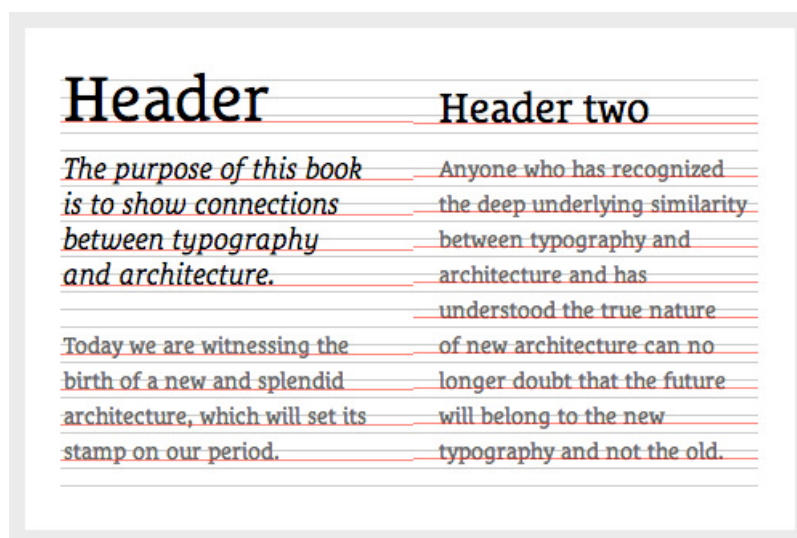 Header
The purpose of this book
is to show connections
between typography
and architecture.
Today we are witnessing the
birth of a new and splendid
architecture, which will set its
stamp on our period.
Header two
Anyone who has recognized
the deep underlying similarity
between typography and
architecture and has
understood the true nature
of new architecture can no
longer doubt that the future
will belong to the new
typography and not the old.